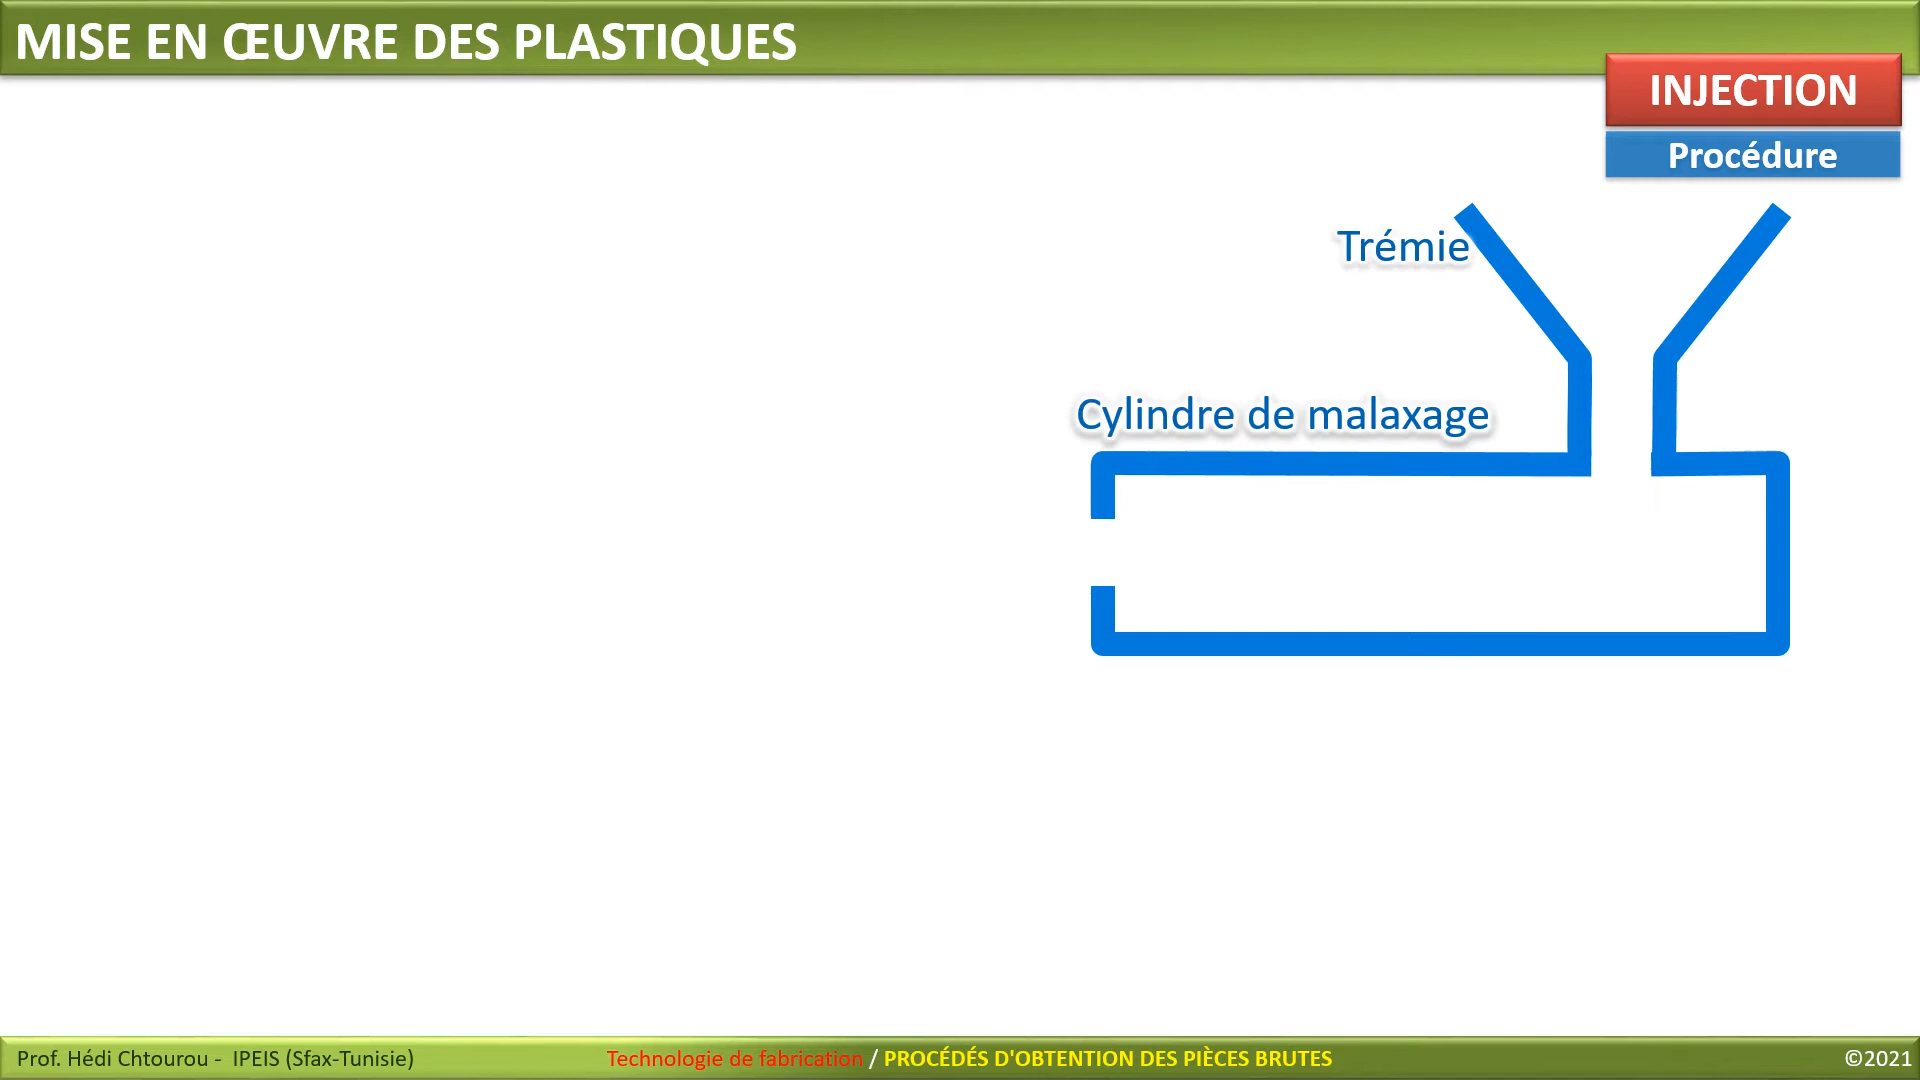 MISE EN ŒUVRE DES PLASTIQUES
INJECTION
Procédure
Trémie
Cylindre de malaxage
Prof. Hédi Chtourou - IPEIS (Sfax-Tunisie)
Technologie de fabrication / PROCÉDÉS D'OBTENTION DES PIÈCES BRUTES
©2021